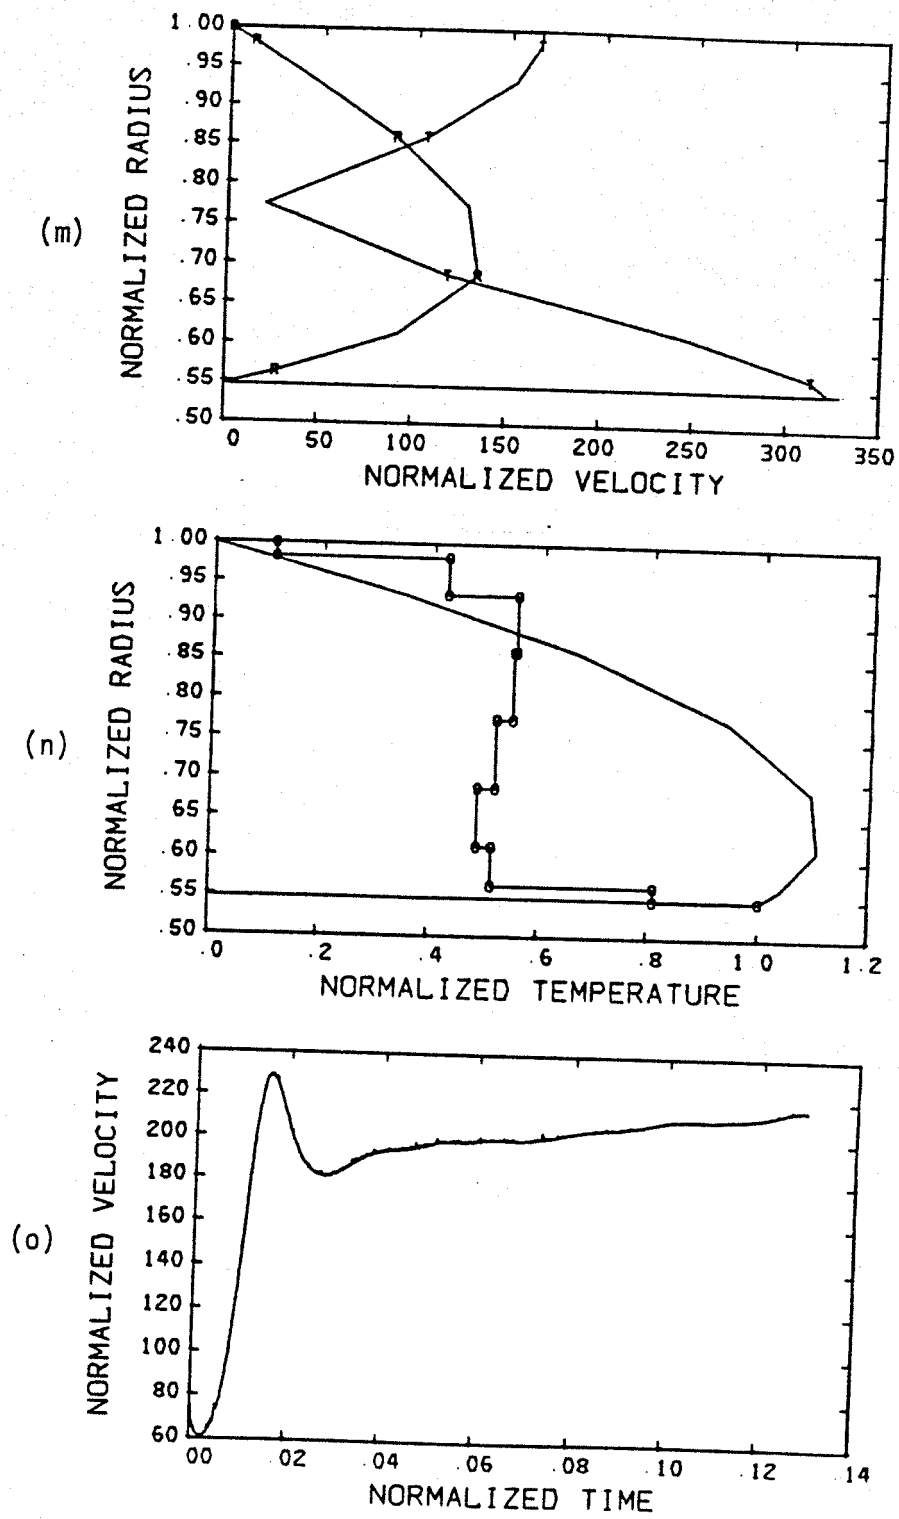 (m)
NORMALIZED RADIUS
1.00
.95
.90
.85
.80
.75
.70
.65
.60
.55
.50
R
R
R
R
T
T
T
T
0 50 100 150 200 250 300 350
NORMALIZED VELOCITY
(n)
NORMALIZED RADIUS
1.00
.95
.90
.85
.80
.75
.70
65
.60
.55
.50
.0 .2 .4 .6 .8 1.0 1.2
NORMALIZED TEMPERATURE
(o)
NORMALIZED VELOCITY
240
220
200
180
160
140
120
100
80
60
00 .02 .04 .06 .08 .10 .12 .14
NORMALIZED TIME